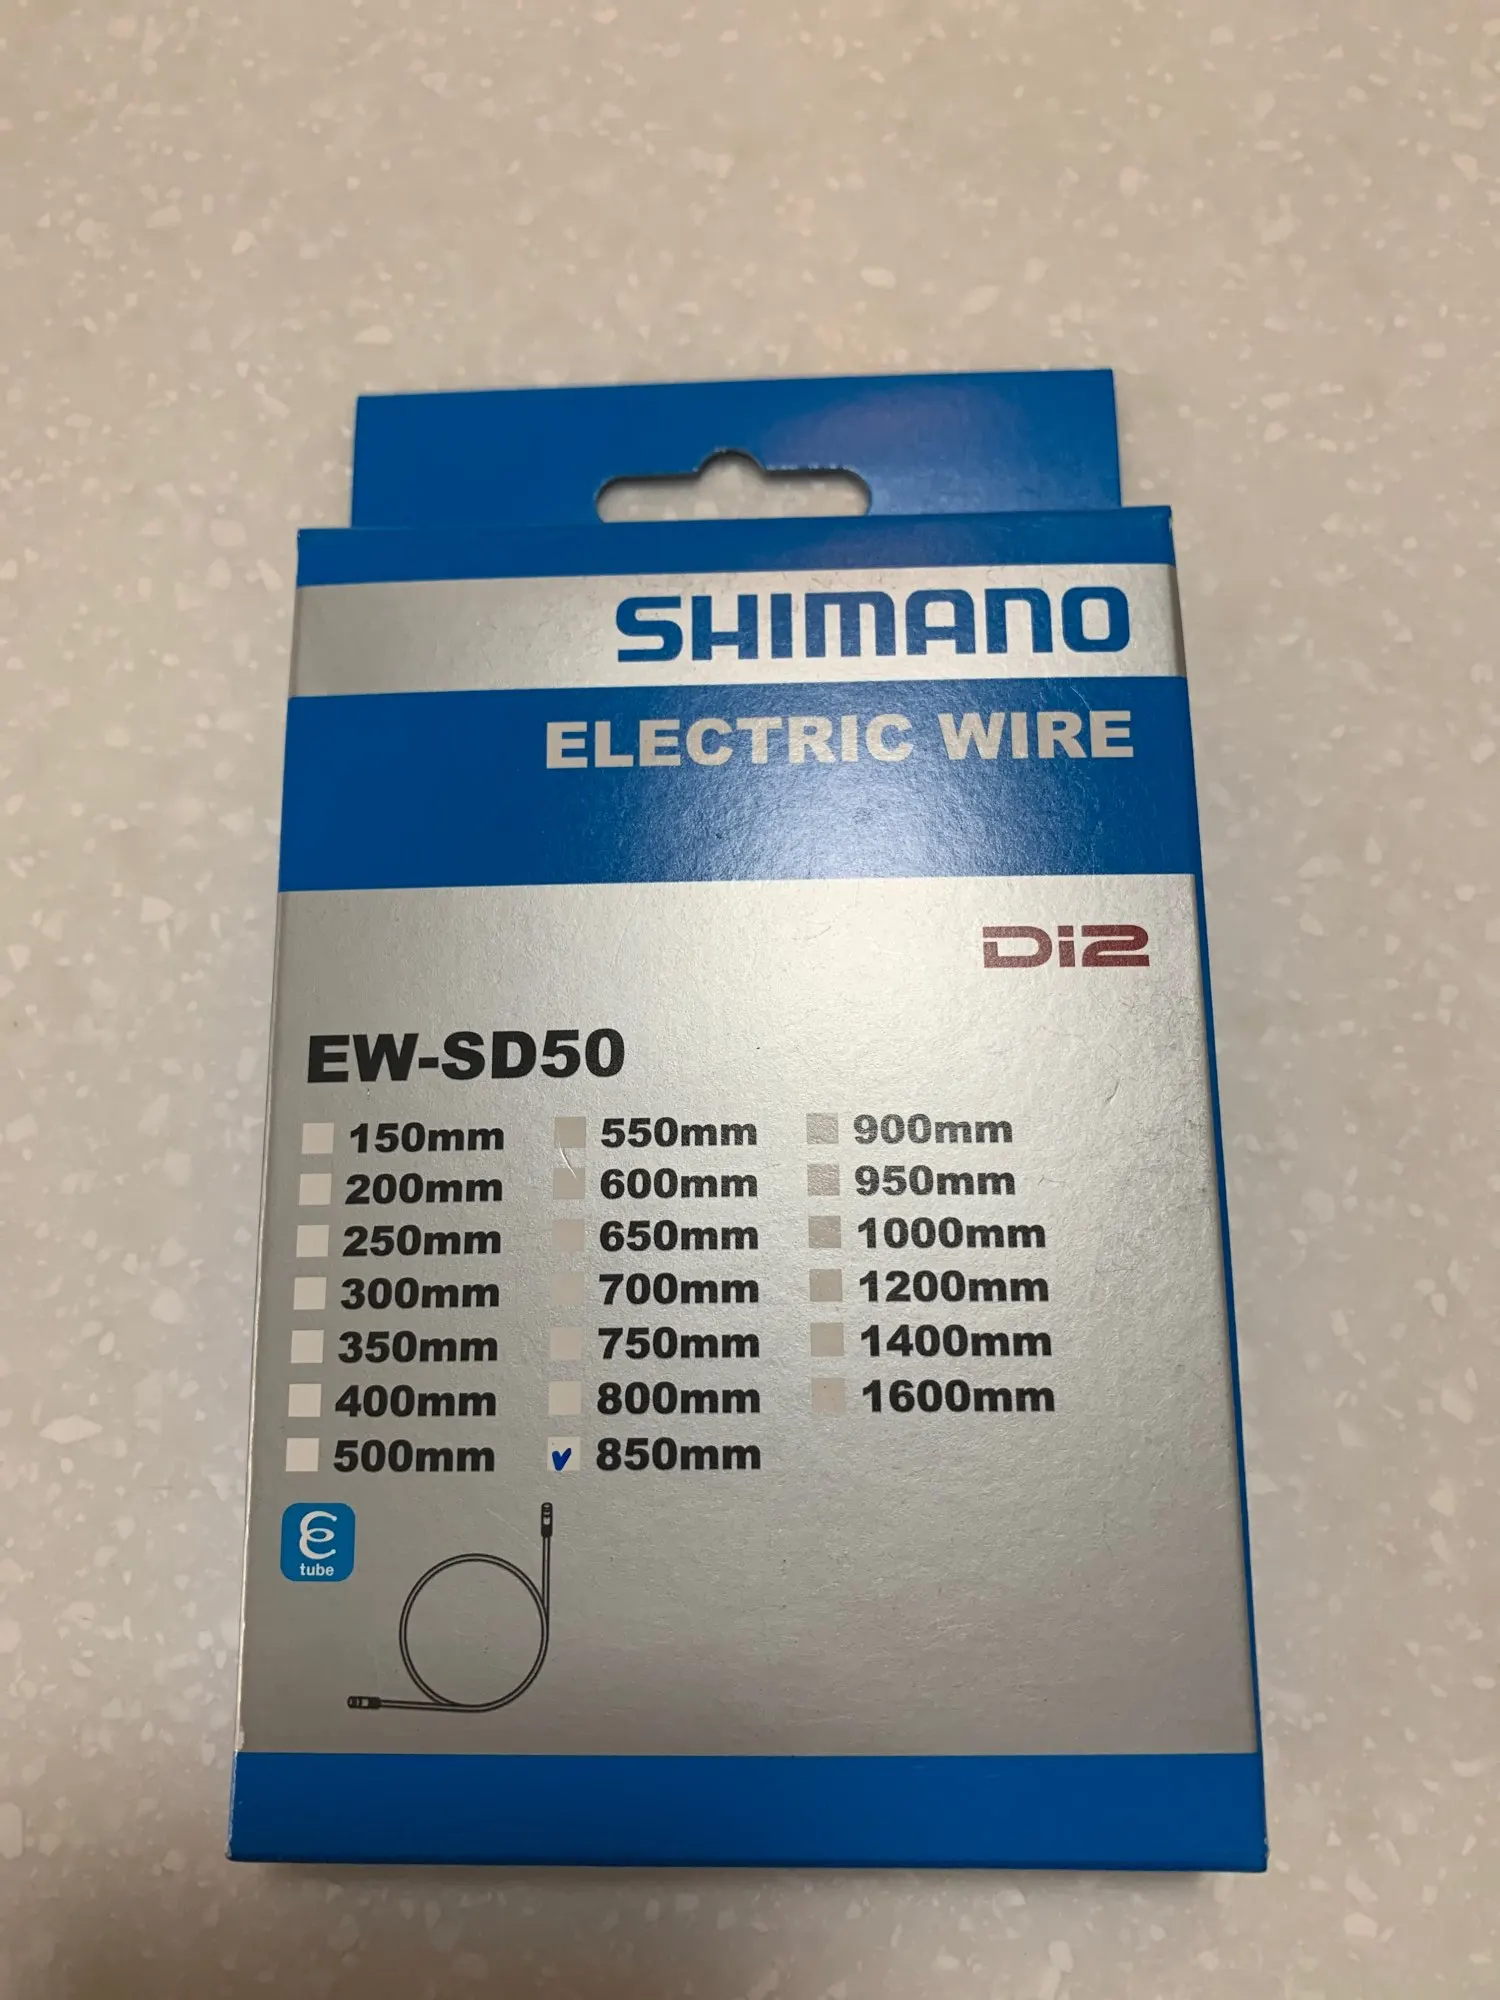 SHIMANO
ELECTRIC WIRE
Di2
EW-SD50
150mm 550mm 900mm
200mm 600mm 950mm
250mm 650mm 1000mm
300mm 700mm 1200mm
350mm 750mm 1400mm
400mm 800mm 1600mm
500mm 850mm
tube